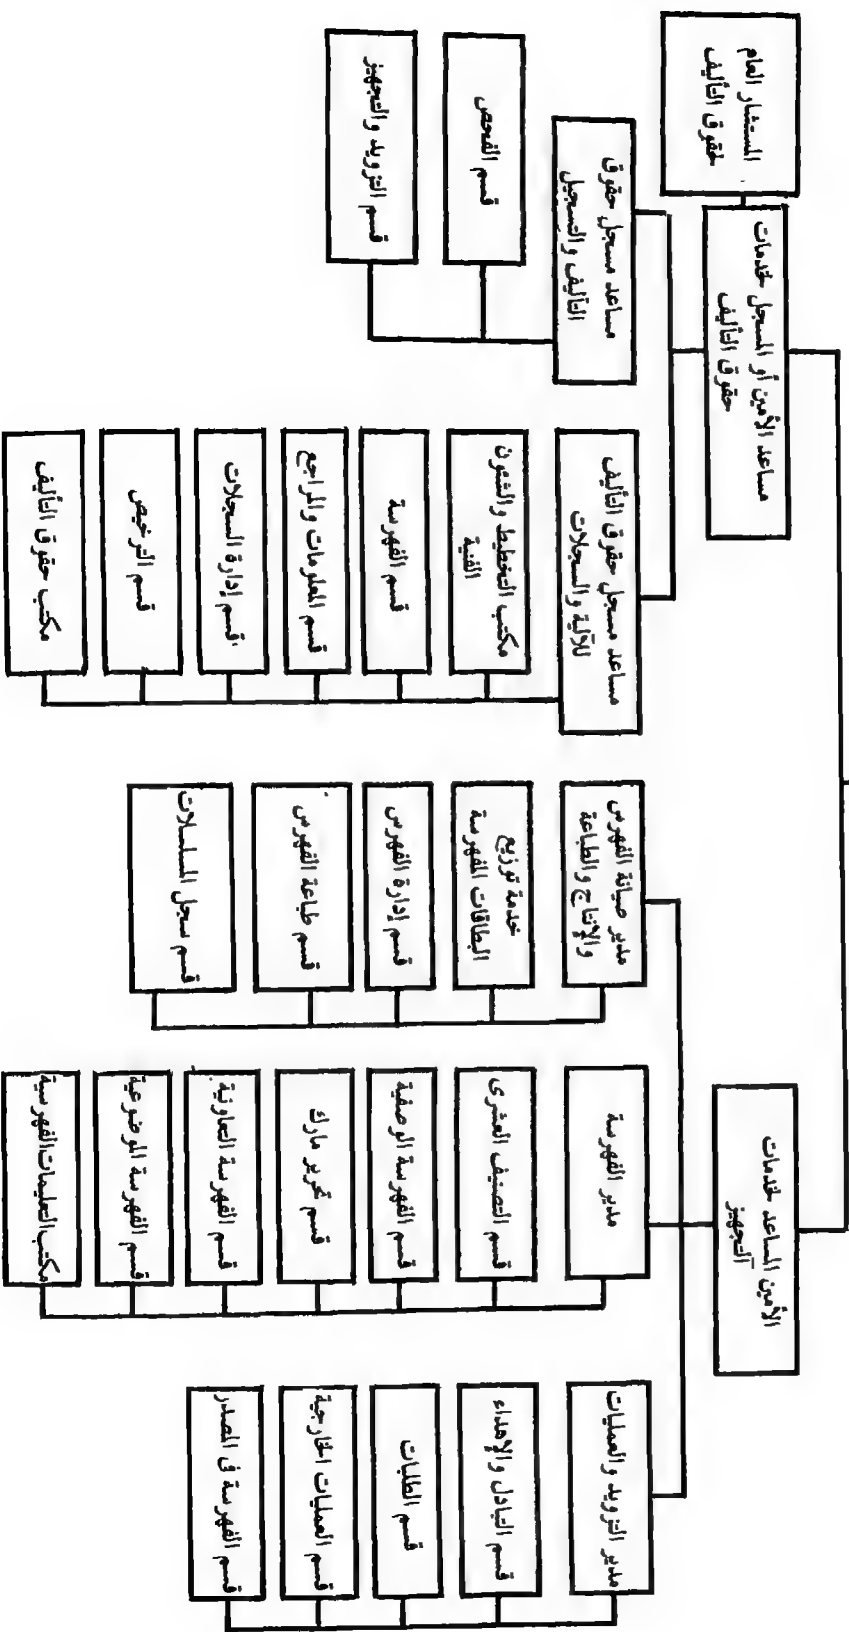 المستشار العام
لحقوق التأليف
مساعد الأمين أو المسجل لخدمات
حقوق التأليف
مساعد مسجل حقوق
التأليف والتسجيل
قسم الفحص
قسم التزويد والتجهيز
مساعد مسجل حقوق التأليف
للآلية والسجلات
مكتب التخطيط والشئون
الفنية
قسم الفهرسة
قسم المعلومات والمراجع
قسم إدارة السجلات
قسم الترخيص
مكتب حقوق التأليف
الأمين المساعد لخدمات
التجهيز
مدير صيانة الفهرس
والإنتاج والطباعة
خدمة توزيع
البطاقات المفهرسة
قسم إدارة الفهرس
قسم طباعة الفهرس
قسم سجل المسلسلات
مدير الفهرسة
قسم التصنيف العشرى
قسم الفهرسة الوصفية
قسم تحرير مارك
قسم الفهرسة التعاونية
قسم الفهرسة الموضوعية
مكتب التعليمات الفهرسية
مدير التزويد والعمليات
قسم التبادل والإهداء
قسم الطلبات
قسم العمليات الخارجية
قسم الفهرسة فى المصدر